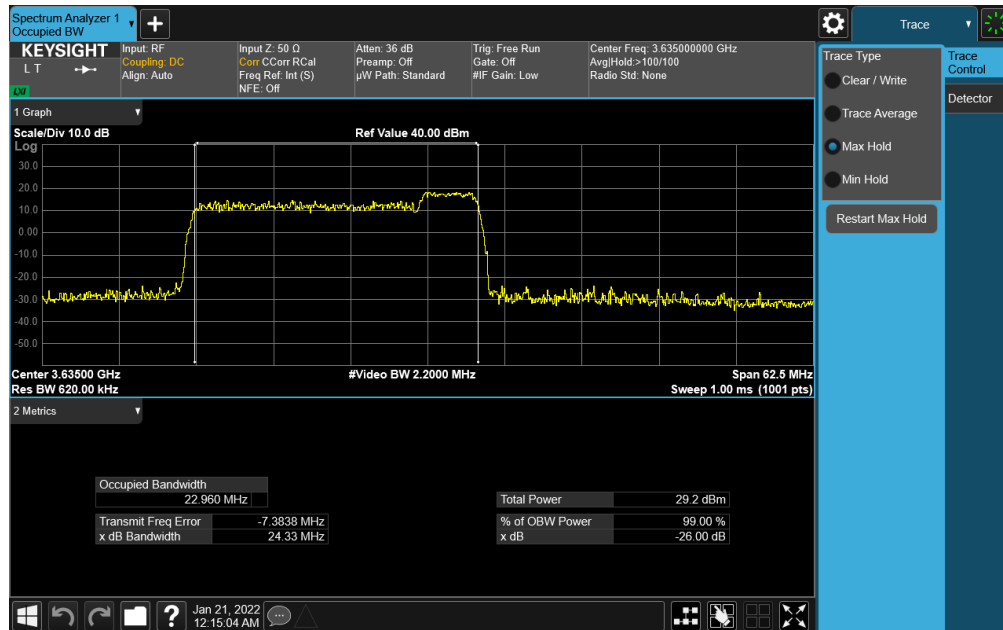 Spectrum Analyzer 1
Occupied BW
+
Trace
KEYSIGHT
L T
LXI
Input: RF
Coupling: DC
Align: Auto
Input Z: 50 Ω
Corr CCorr RCal
Freq Ref: Int (S)
NFE: Off
Atten: 36 dB
Preamp: Off
µW Path: Standard
Trig: Free Run
Gate: Off
#IF Gain: Low
Center Freq: 3.635000000 GHz
Avg|Hold:>100/100
Radio Std: None
Trace Type
Clear / Write
Trace Average
Max Hold
Min Hold
Restart Max Hold
Trace
Control
Detector
1 Graph
Scale/Div 10.0 dB
Ref Value 40.00 dBm
Log
30.0
20.0
10.0
0.00
-10.0
-20.0
-30.0
-40.0
-50.0
Center 3.63500 GHz
#Video BW 2.2000 MHz
Span 62.5 MHz
Res BW 620.00 kHz
Sweep 1.00 ms (1001 pts)
2 Metrics
Occupied Bandwidth
22.960 MHz
Total Power 29.2 dBm
Transmit Freq Error -7.3838 MHz
% of OBW Power 99.00 %
x dB Bandwidth 24.33 MHz
x dB -26.00 dB
?
Jan 21, 2022
12:15:04 AM